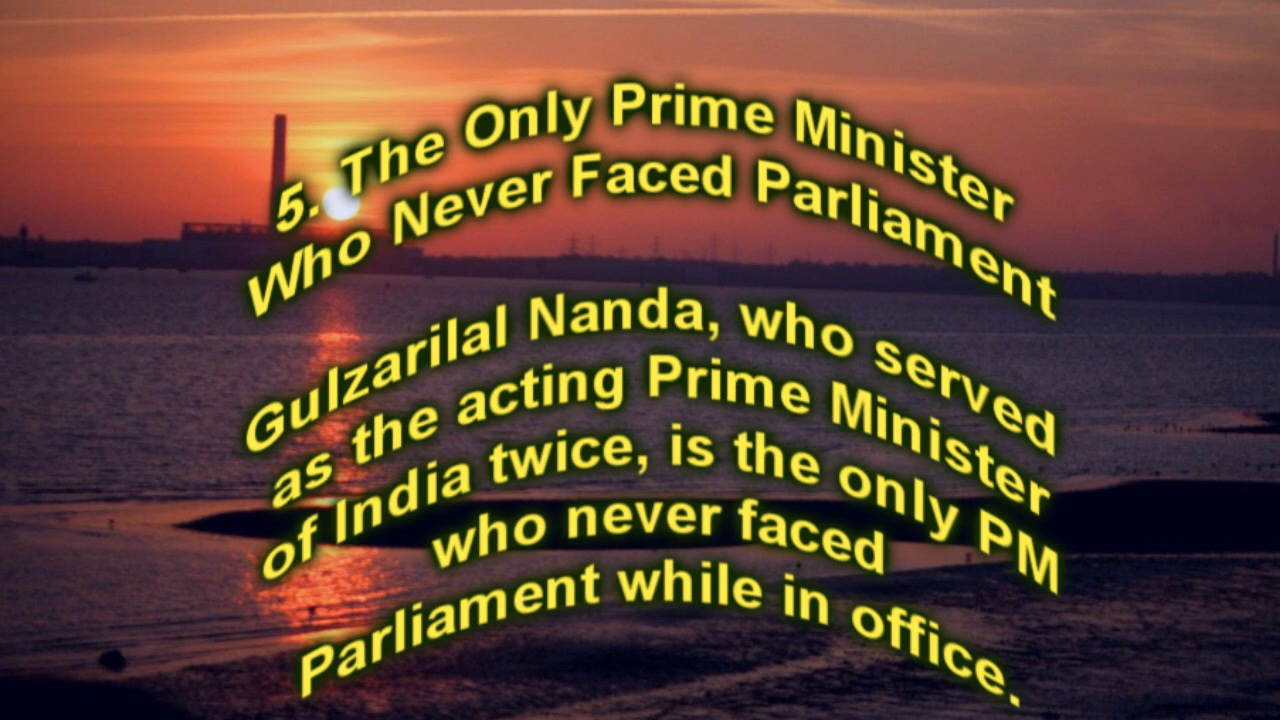 5. The Only Prime Minister
Who Never Faced Parliament
Gulzarilal Nanda, who served
as the acting Prime Minister
of India twice, is the only PM
who never faced
Parliament while in office.